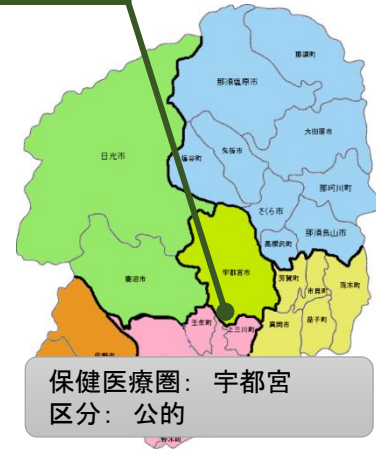 那須町
那須塩原市
大田原市
日光市
塩谷町
矢板市
那珂川町
さくら市
那須烏山市
高根沢町
宇都宮市
鹿沼市
芳賀町
市貝町
茂木町
壬生町
上三川町
真岡市
益子町
保健医療圏: 宇都宮
区分: 公的